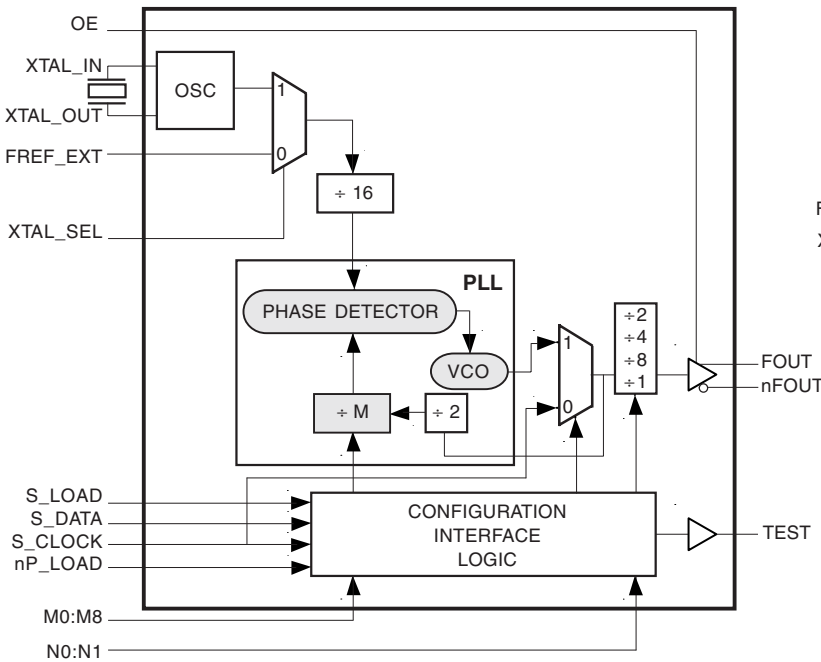 OE
XTAL_IN
OSC
XTAL_OUT
1
FREF_EXT
0
÷ 16
XTAL_SEL
F
X
PLL
PHASE DETECTOR
÷2
÷4
÷8
÷1
1
VCO
FOUT
nFOUT
÷ M
÷ 2
0
S_LOAD
S_DATA
S_CLOCK
nP_LOAD
CONFIGURATION
INTERFACE
LOGIC
TEST
M0:M8
N0:N1